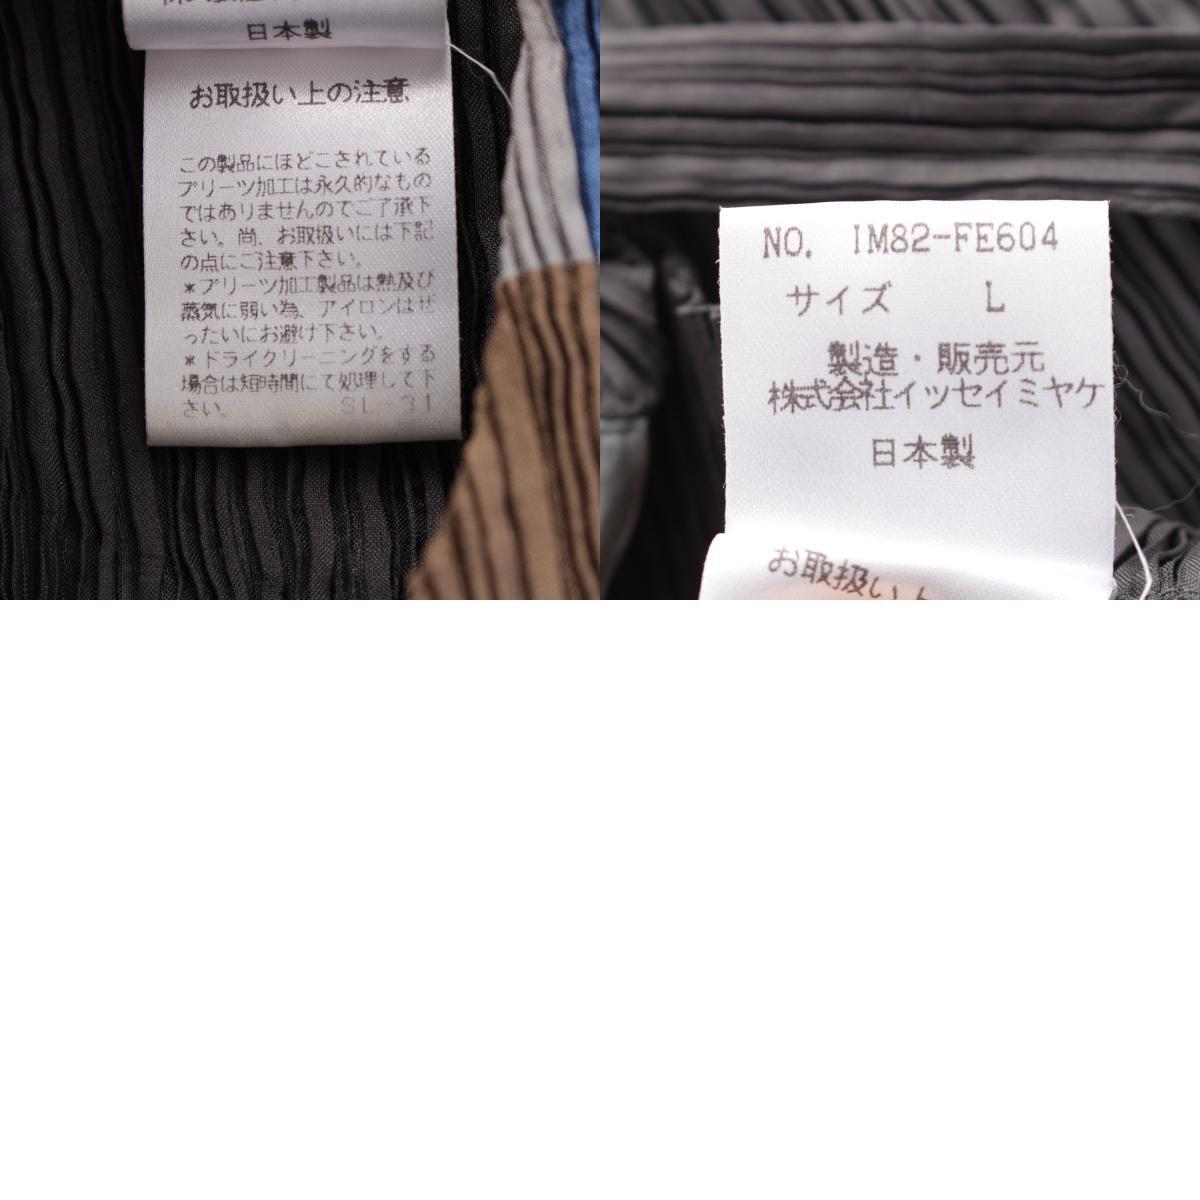 日本製
お取扱い上の注意
この製品にほどこされている
プリーツ加工は永久的なもの
ではありませんのでご了承下
さい。尚、お取扱いには下記
の点にご注意下さい。
*プリーツ加工製品は熱及び
蒸気に弱い為、アイロンはぜ
ったいにお避け下さい。
*ドライクリーニングをする
場合は短時間にて処理して下
さい。
NO. IM82-FE604
サイズ L
製造・販売元
株式会社イッセイミヤケ
日本製
お取扱い上